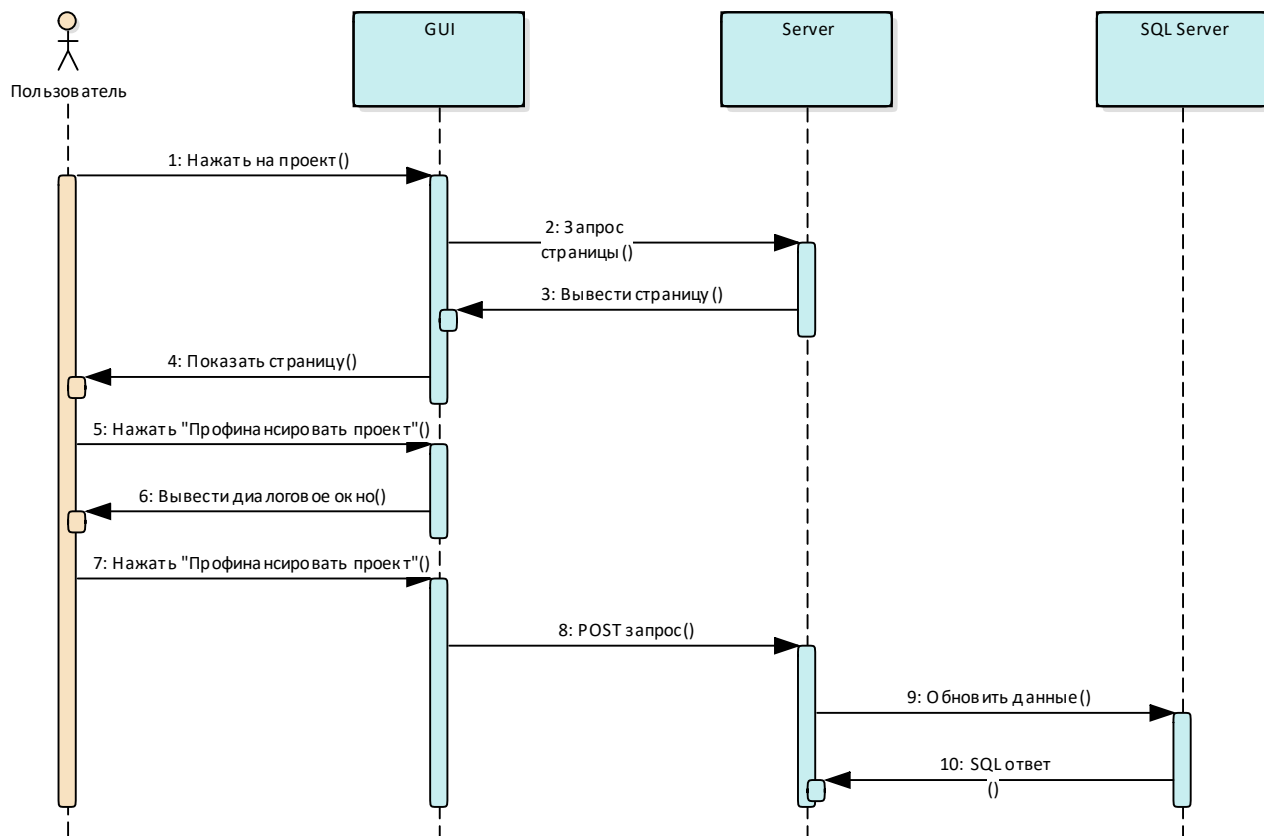 GUI
Server
SQL Server
Пользователь
1: Нажать на проект()
2: Запрос
страницы()
3: Вывести страницу()
4: Показать страницу()
5: Нажать "Профинансировать проект"()
6: Вывести диалоговое окно()
7: Нажать "Профинансировать проект"()
8: POST запрос()
9: Обновить данные()
10: SQL ответ
()